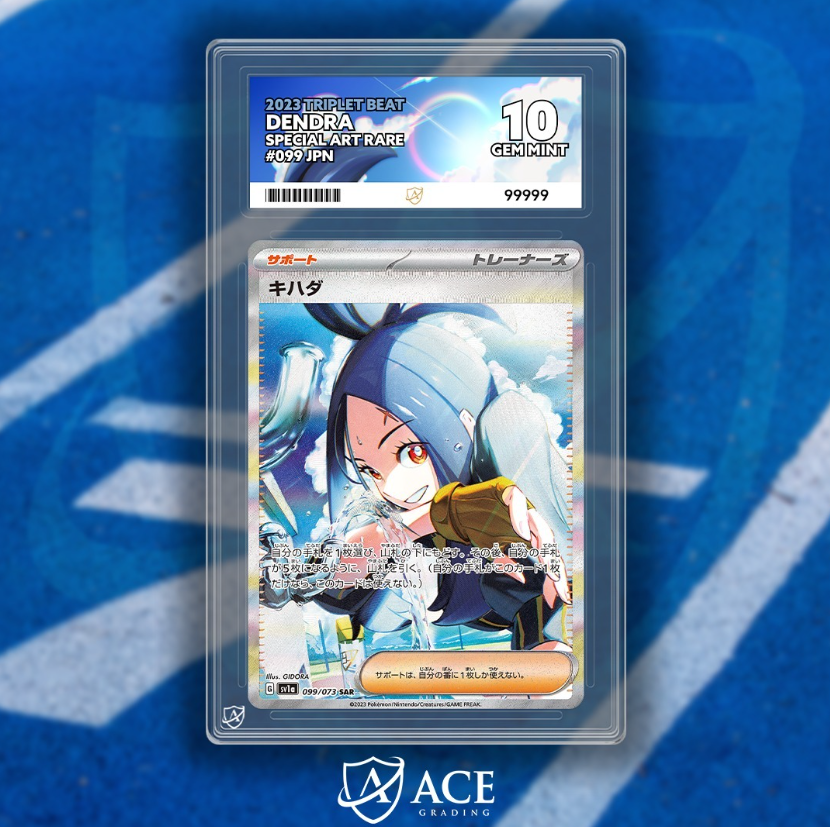 2023 TRIPLET BEAT
DENDRA
SPECIAL ART RARE
#099 JPN
10
GEM MINT
99999
サポート
トレーナーズ
キハダ
自分の手札を1枚選び、山札の下にもどす。その後、自分の手札
が5枚になるように、山札を引く。(自分の手札がこのカード1枚
だけなら、このカードは使えない。)
サポートは、自分の番に1枚しか使えない。
Illus. GIDORA
G sv1a 099/073 SAR
©2023 Pokémon/Nintendo/Creatures/GAME FREAK.
ACE
GRADING